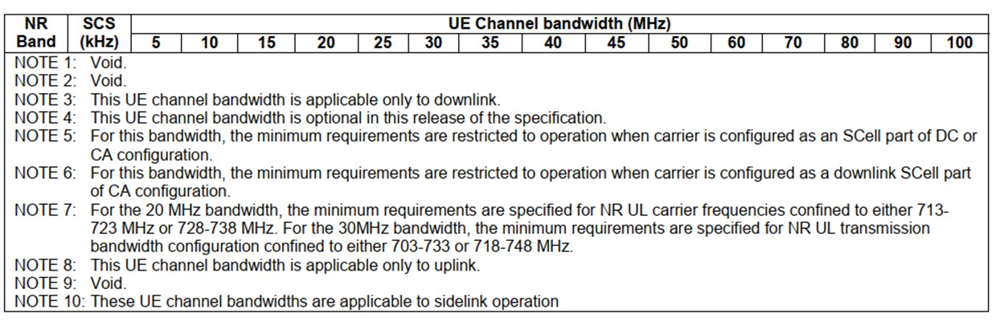 NR Band SCS (kHz) UE Channel bandwidth (MHz)
5 10 15 20 25 30 35 40 45 50 60 70 80 90 100
NOTE 1: Void.
NOTE 2: Void.
NOTE 3: This UE channel bandwidth is applicable only to downlink.
NOTE 4: This UE channel bandwidth is optional in this release of the specification.
NOTE 5: For this bandwidth, the minimum requirements are restricted to operation when carrier is configured as an SCell part of DC or
CA configuration.
NOTE 6: For this bandwidth, the minimum requirements are restricted to operation when carrier is configured as a downlink SCell part
of CA configuration.
NOTE 7: For the 20 MHz bandwidth, the minimum requirements are specified for NR UL carrier frequencies confined to either 713-
723 MHz or 728-738 MHz. For the 30MHz bandwidth, the minimum requirements are specified for NR UL transmission
bandwidth configuration confined to either 703-733 or 718-748 MHz.
NOTE 8: This UE channel bandwidth is applicable only to uplink.
NOTE 9: Void.
NOTE 10: These UE channel bandwidths are applicable to sidelink operation